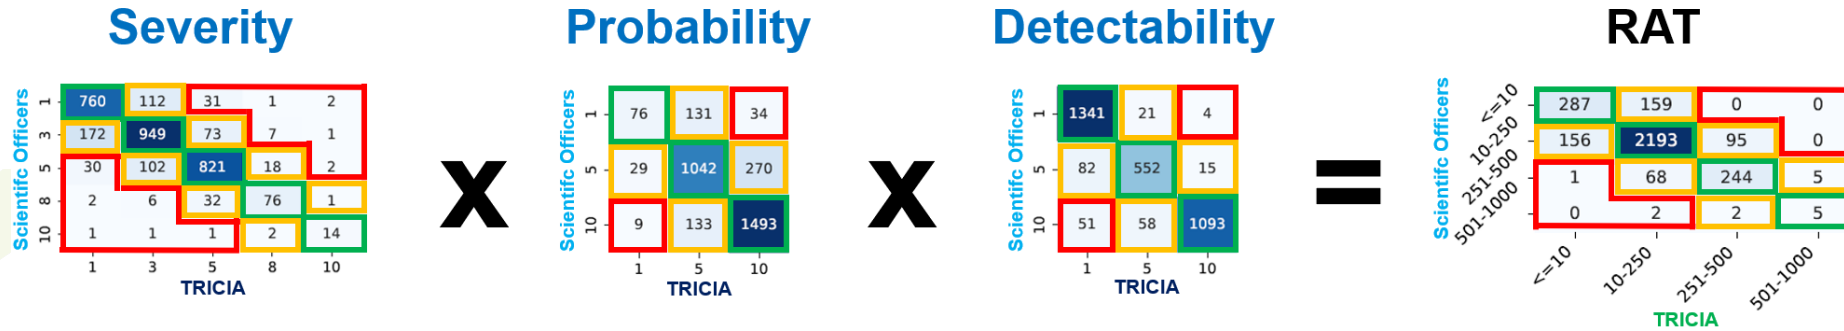 Severity
Scientific Officers
1 760 112 31 1 2
3 172 949 73 7 1
5 30 102 821 18 2
8 2 6 32 76 1
10 1 1 1 2 14
1 3 5 8 10
TRICIA
X
Probability
Scientifc Officers
1 76 131 34
5 29 1042 270
10 9 133 1493
1 5 10
TRICIA
X
Detectability
Scientifc Officers
1 1341 21 4
5 82 552 15
10 51 58 1093
1 5 10
TRICIA
=
RAT
Scientifc Officers
<=10 287 159 0 0
10-250 156 2193 95 0
251-500 1 68 244 5
501-1000 0 2 2 5
<=10 10-250 251-500 501-1000
TRICIA